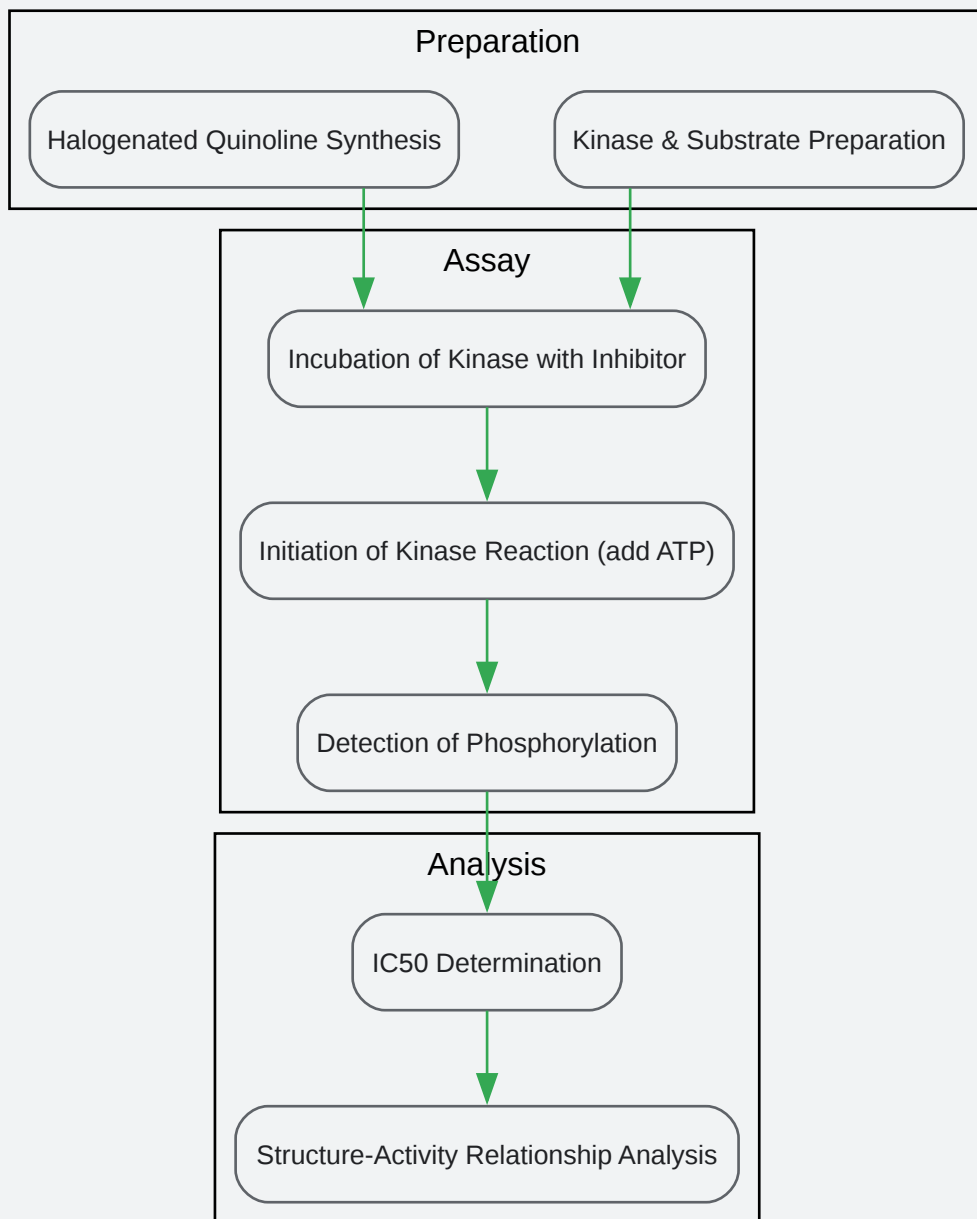 Preparation
Halogenated Quinoline Synthesis
Kinase & Substrate Preparation
Assay
Incubation of Kinase with Inhibitor
Initiation of Kinase Reaction (add ATP)
Detection of Phosphorylation
Analysis
IC50 Determination
Structure-Activity Relationship Analysis